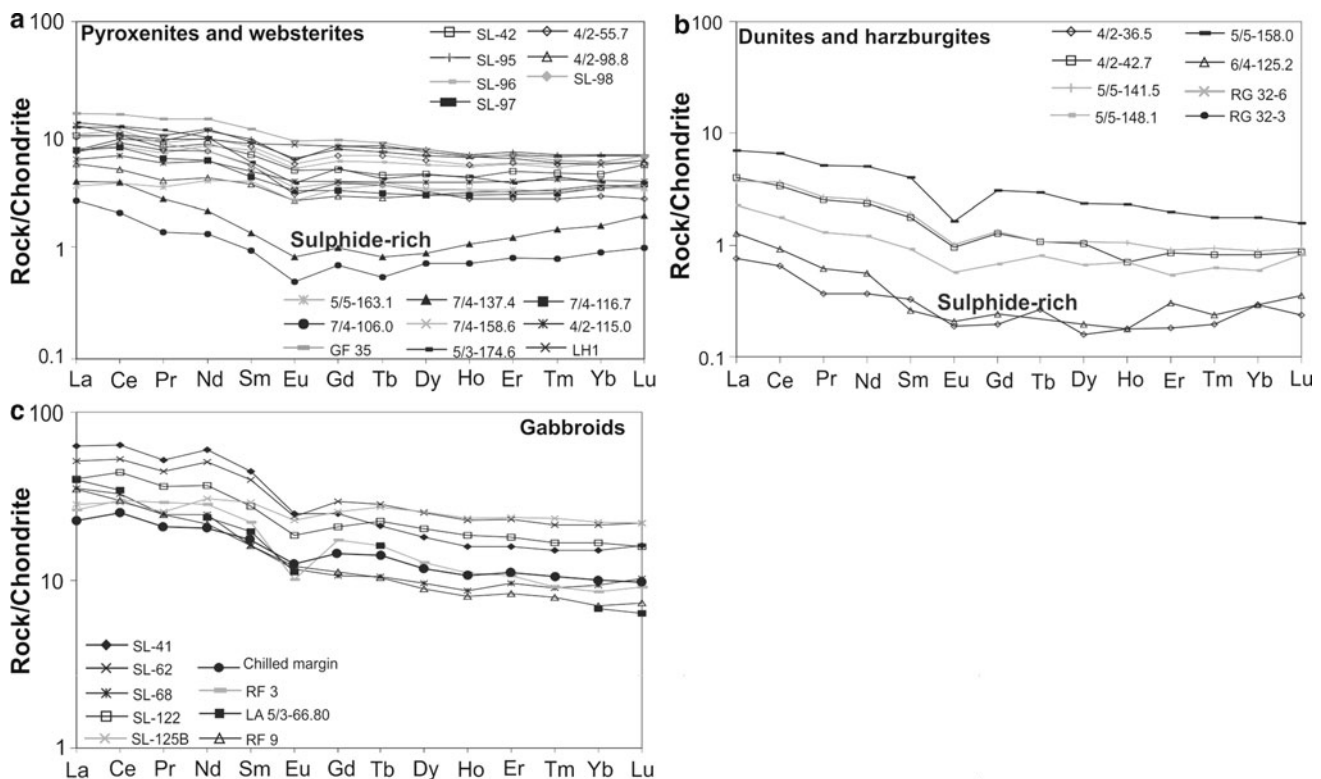 a
Pyroxenites and websterites
100
10
1
0.1
Rock/Chondrite
SL-42
SL-95
SL-96
SL-97
4/2-55.7
4/2-98.8
SL-98
Sulphide-rich
5/5-163.1
7/4-106.0
GF 35
7/4-137.4
7/4-158.6
5/3-174.6
7/4-116.7
4/2-115.0
LH1
La Ce Pr Nd Sm Eu Gd Tb Dy Ho Er Tm Yb Lu
b
Dunites and harzburgites
100
10
1
0.1
Rock/Chondrite
4/2-36.5
4/2-42.7
5/5-141.5
5/5-148.1
5/5-158.0
6/4-125.2
RG 32-6
RG 32-3
Sulphide-rich
La Ce Pr Nd Sm Eu Gd Tb Dy Ho Er Tm Yb Lu
c
Gabbroids
100
10
1
Rock/Chondrite
SL-41
SL-62
SL-68
SL-122
SL-125B
Chilled margin
RF 3
LA 5/3-66.80
RF 9
La Ce Pr Nd Sm Eu Gd Tb Dy Ho Er Tm Yb Lu